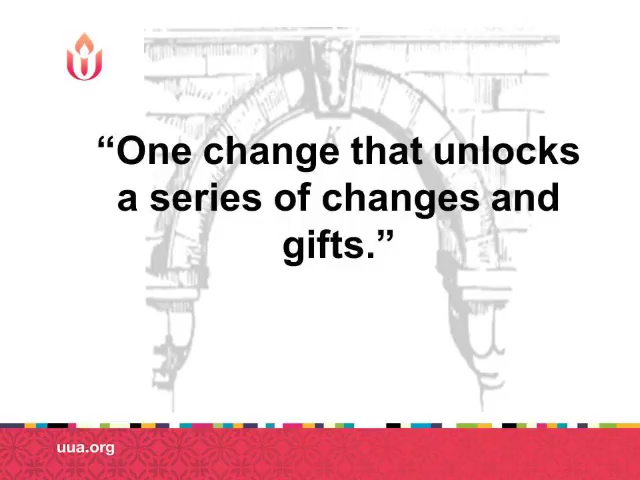 “One change that unlocks
a series of changes and
gifts.”
K
uua.org